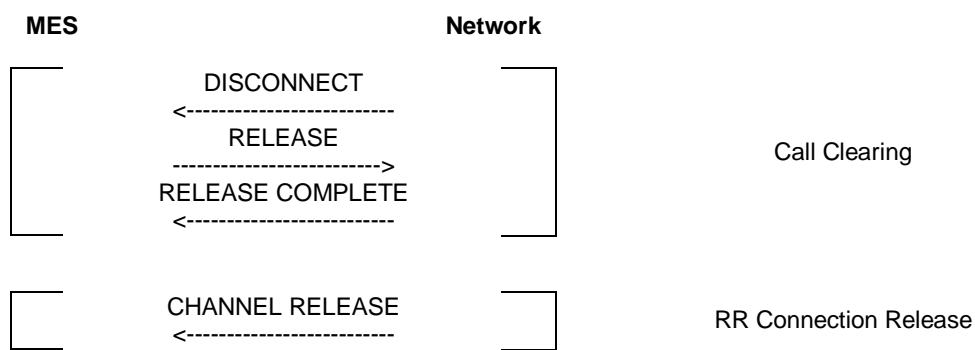 MES Network
DISCONNECT
<---------------------------
RELEASE
-------------------------->
Call Clearing
RELEASE COMPLETE
<---------------------------
CHANNEL RELEASE
<---------------------------
RR Connection Release